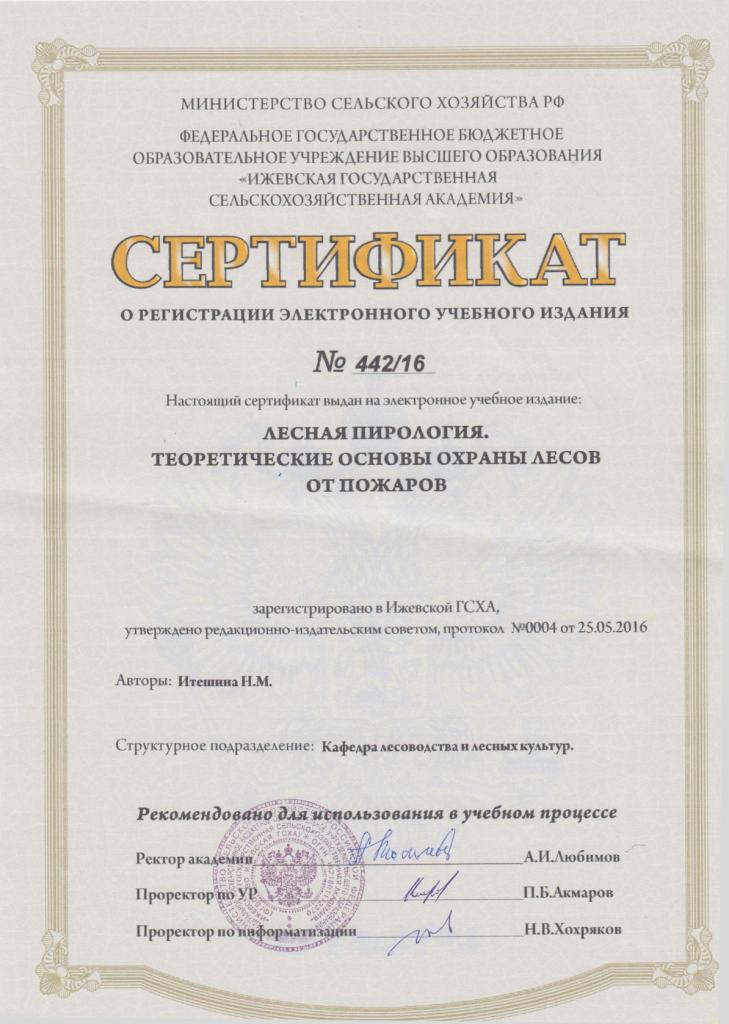 МИНИСТЕРСТВО СЕЛЬСКОГО ХОЗЯЙСТВА РФ
ФЕДЕРАЛЬНОЕ ГОСУДАРСТВЕННОЕ БЮДЖЕТНОЕ
ОБРАЗОВАТЕЛЬНОЕ УЧРЕЖДЕНИЕ ВЫСШЕГО ОБРАЗОВАНИЯ
«ИЖЕВСКАЯ ГОСУДАРСТВЕННАЯ
СЕЛЬСКОХОЗЯЙСТВЕННАЯ АКАДЕМИЯ»
СЕРТИФИКАТ
О РЕГИСТРАЦИИ ЭЛЕКТРОННОГО УЧЕБНОГО ИЗДАНИЯ
№ 442/16
Настоящий сертификат выдан на электронное учебное издание:
ЛЕСНАЯ ПИРОЛОГИЯ.
ТЕОРЕТИЧЕСКИЕ ОСНОВЫ ОХРАНЫ ЛЕСОВ
ОТ ПОЖАРОВ
зарегистрировано в Ижевской ГСХА,
утверждено редакционно-издательским советом, протокол №0004 от 25.05.2016
Авторы: Итешина Н.М.
Структурное подразделение: Кафедра лесоводства и лесных культур.
Рекомендовано для использования в учебном процессе
Ректор академии А.И.Любимов
Проректор по УР П.Б.Акмаров
Проректор по информатизации Н.В.Хохряков